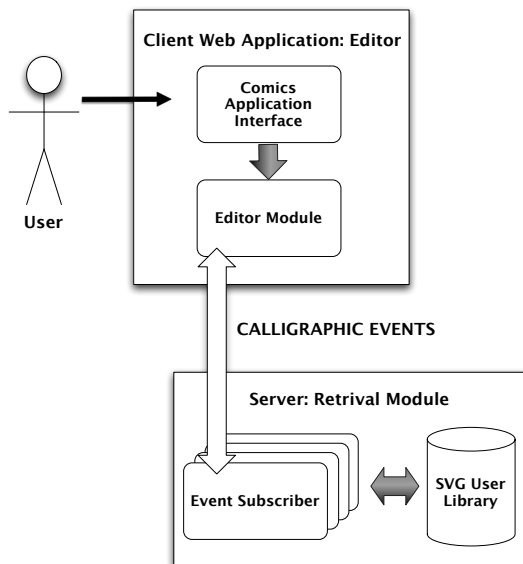 Client Web Application: Editor
Comics
Application
Interface
User
Editor Module
CALLIGRAPHIC EVENTS
Server: Retrival Module
Event Subscriber
SVG User
Library